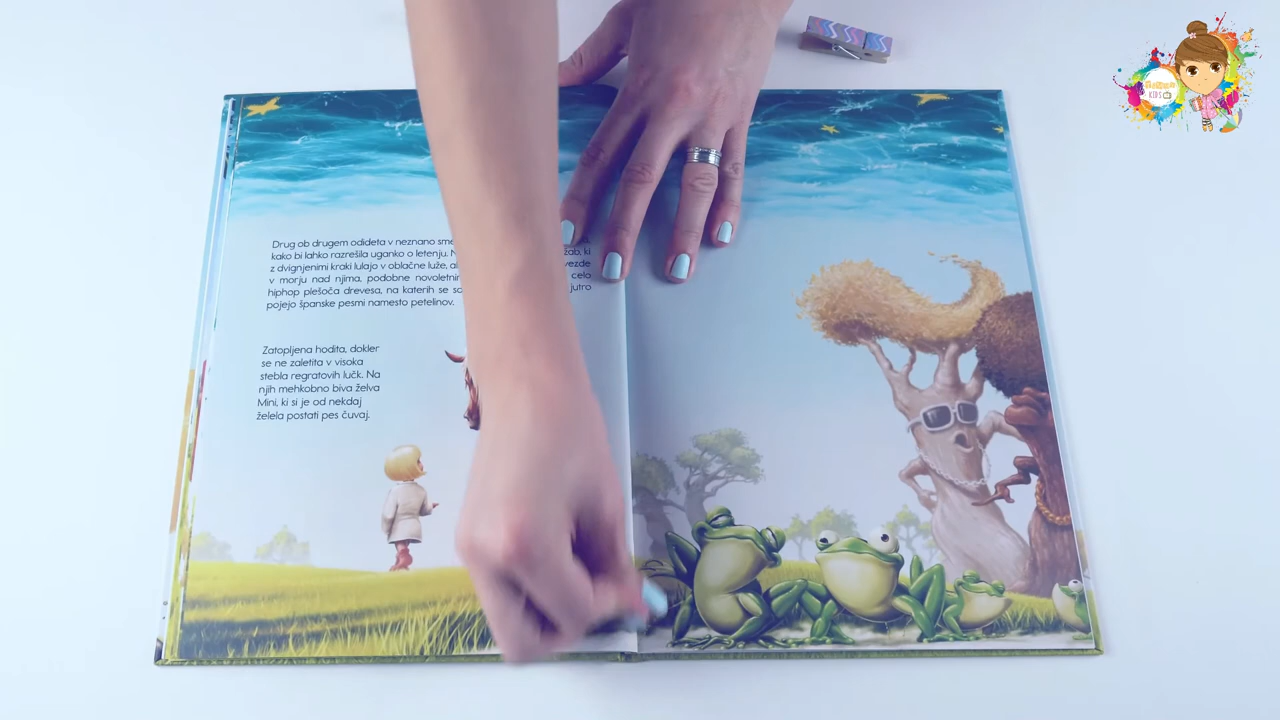 Drug ob drugem odideta v neznano
kako bi lahko razrešila uganko o letenju. žab, ki
z dvignjenimi kraki lulajo v oblačne luže,
v morju nad njima, podobne celo
hiphop plešoča drevesa, na katerih se jutro
pojejo španske pesmi namesto petelinov.
Zatopljena hodita, dokler
se ne zaletita v visoka
stebla regratovih lučk. Na
njih mehkobno biva želva
Mini, ki si je od nekdaj
želela postati pes čuvaj.
KIDS